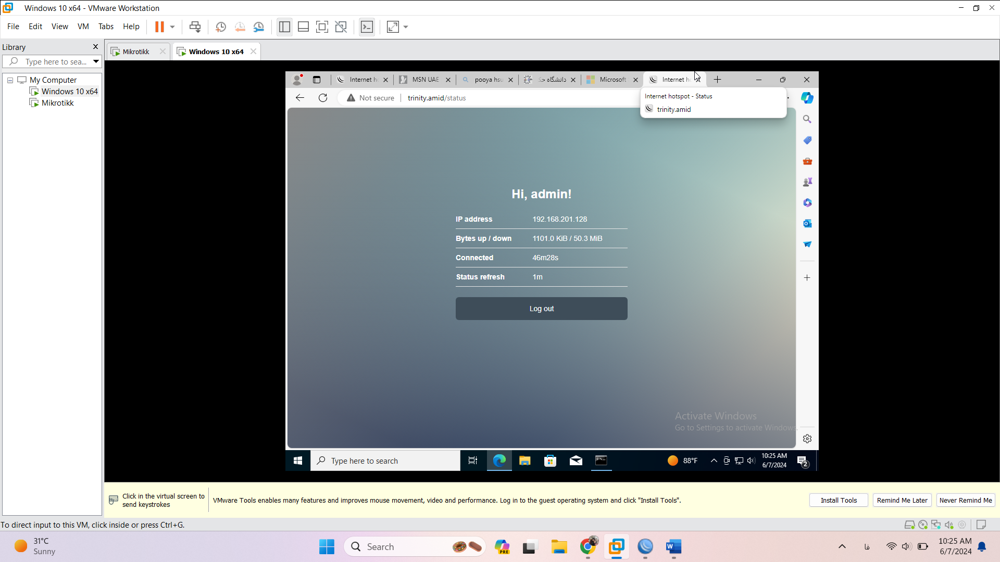 Windows 10 x64 - VMware Workstation
File Edit View VM Tabs Help
Library
Type here to sea...
My Computer
Windows 10 x64
Mikrotikk
Mikrotikk
Windows 10 x64
Internet h
MSN UAE
pooya hsu
دانشگاه حک
Microsoft
Internet ho
Not secure
trinity.amid/status
Internet hotspot - Status
trinity.amid
Hi, admin!
IP address 192.168.201.128
Bytes up / down 1101.0 KiB / 50.3 MiB
Connected 46m28s
Status refresh 1m
Log out
Activate Windows
Go to Settings to activate Windows.
Type here to search
88°F
10:25 AM
6/7/2024
2
Click in the virtual screen to
send keystrokes
VMware Tools enables many features and improves mouse movement, video and performance. Log in to the guest operating system and click "Install Tools".
Install Tools
Remind Me Later
Never Remind Me
To direct input to this VM, click inside or press Ctrl+G.
31°C
Sunny
Search
PRE
فا
10:25 AM
6/7/2024